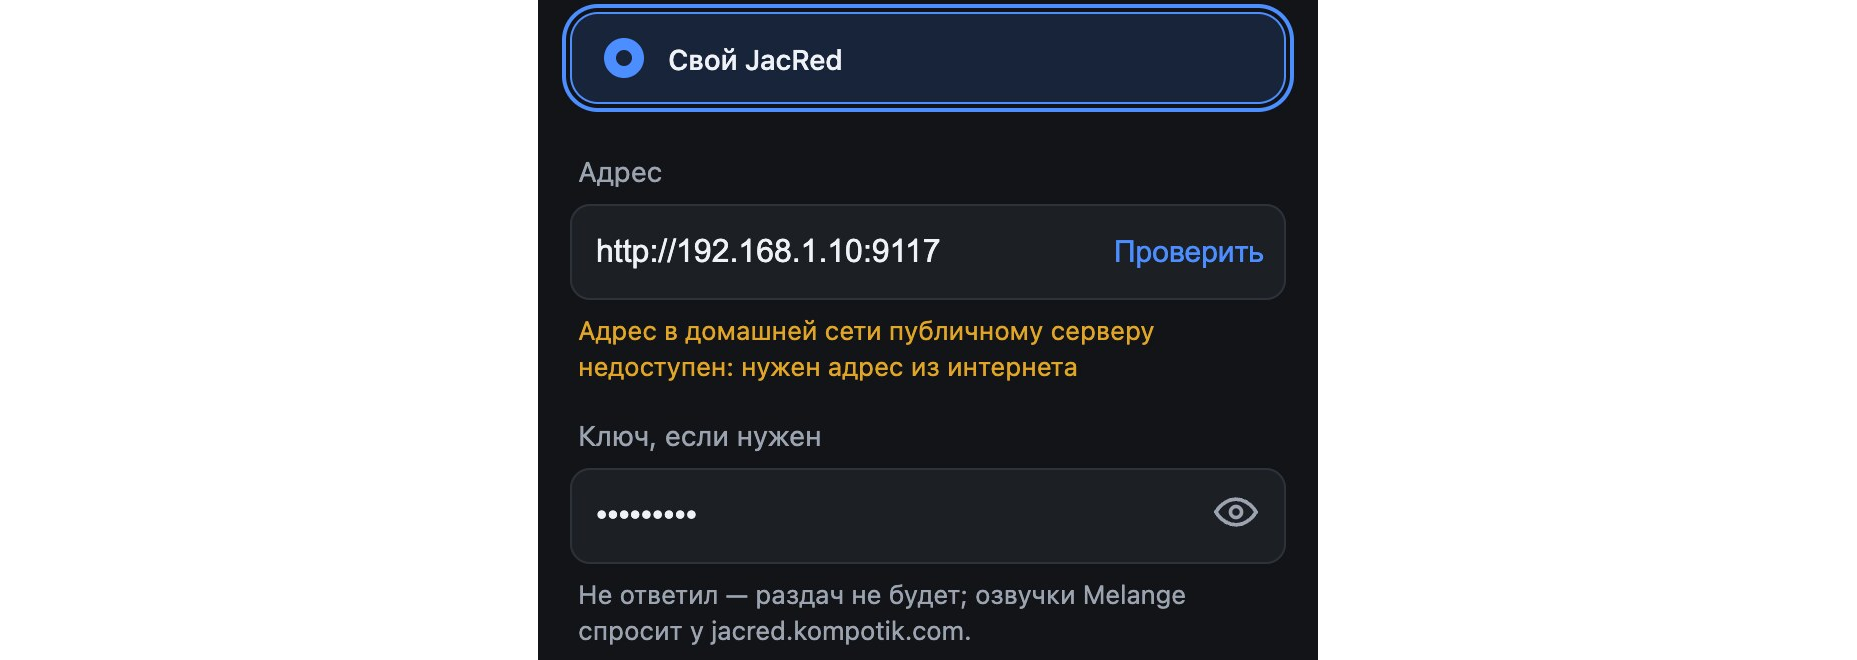 Свой JacRed
Адрес
http://192.168.1.10:9117
Проверить
Адрес в домашней сети публичному серверу
недоступен: нужен адрес из интернета
Ключ, если нужен
•••••••••
Не ответил — раздач не будет; озвучки Melange
спросит у jacred.kompotik.com.